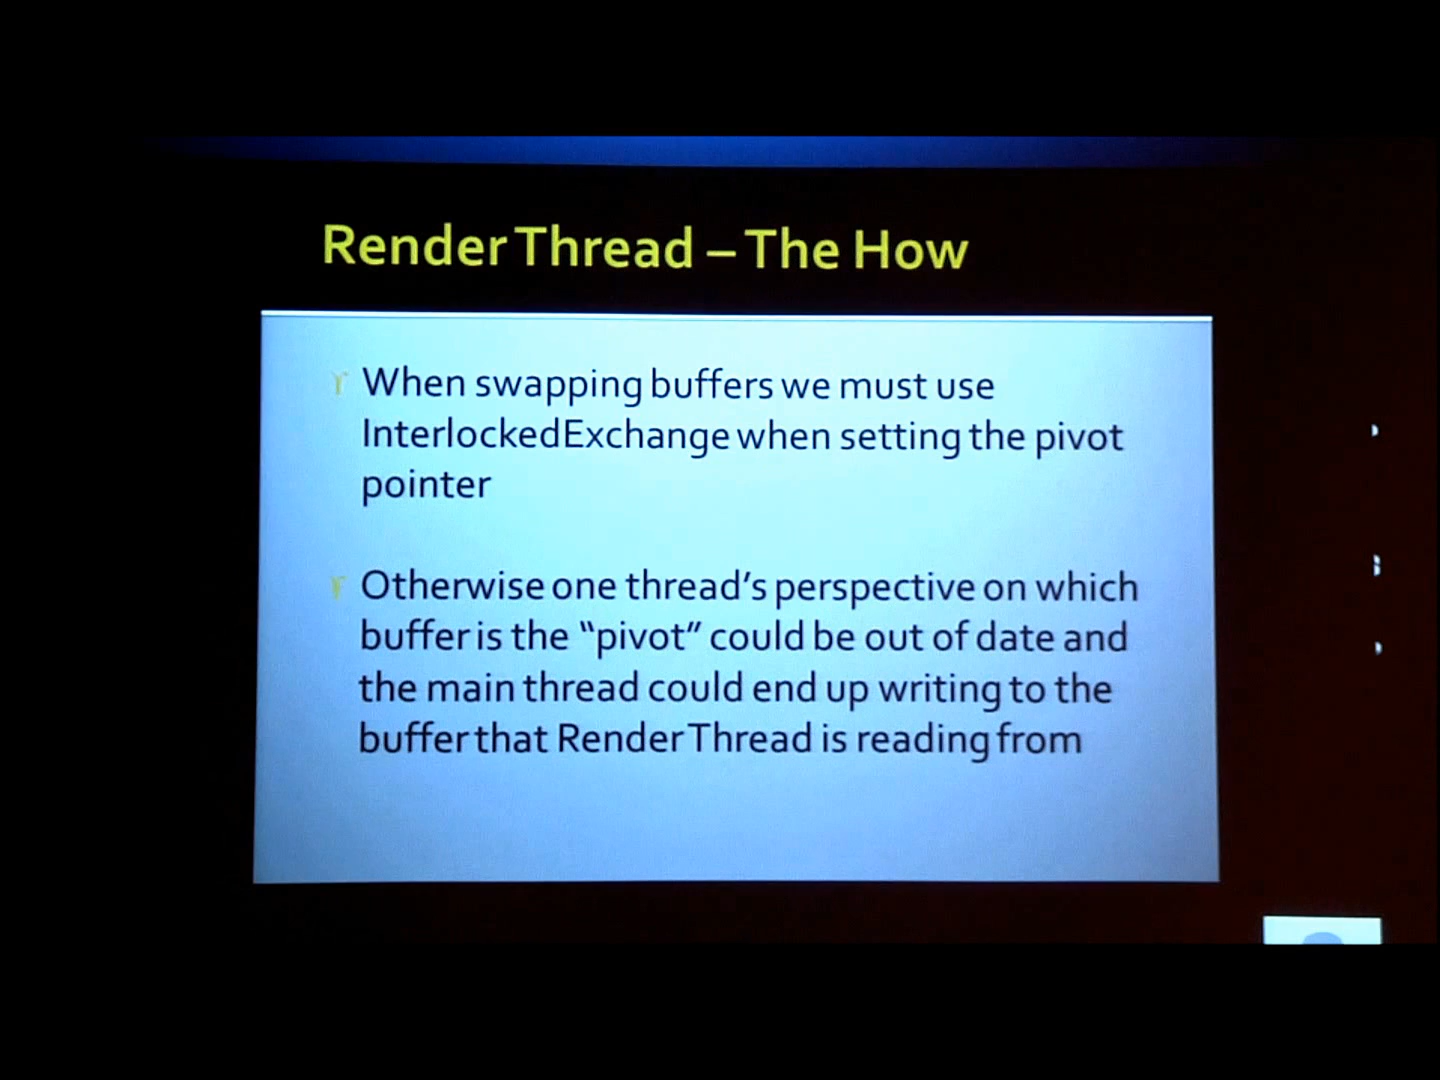 Render Thread – The How
When swapping buffers we must use
InterlockedExchange when setting the pivot
pointer
Otherwise one thread's perspective on which
buffer is the “pivot” could be out of date and
the main thread could end up writing to the
buffer that RenderThread is reading from